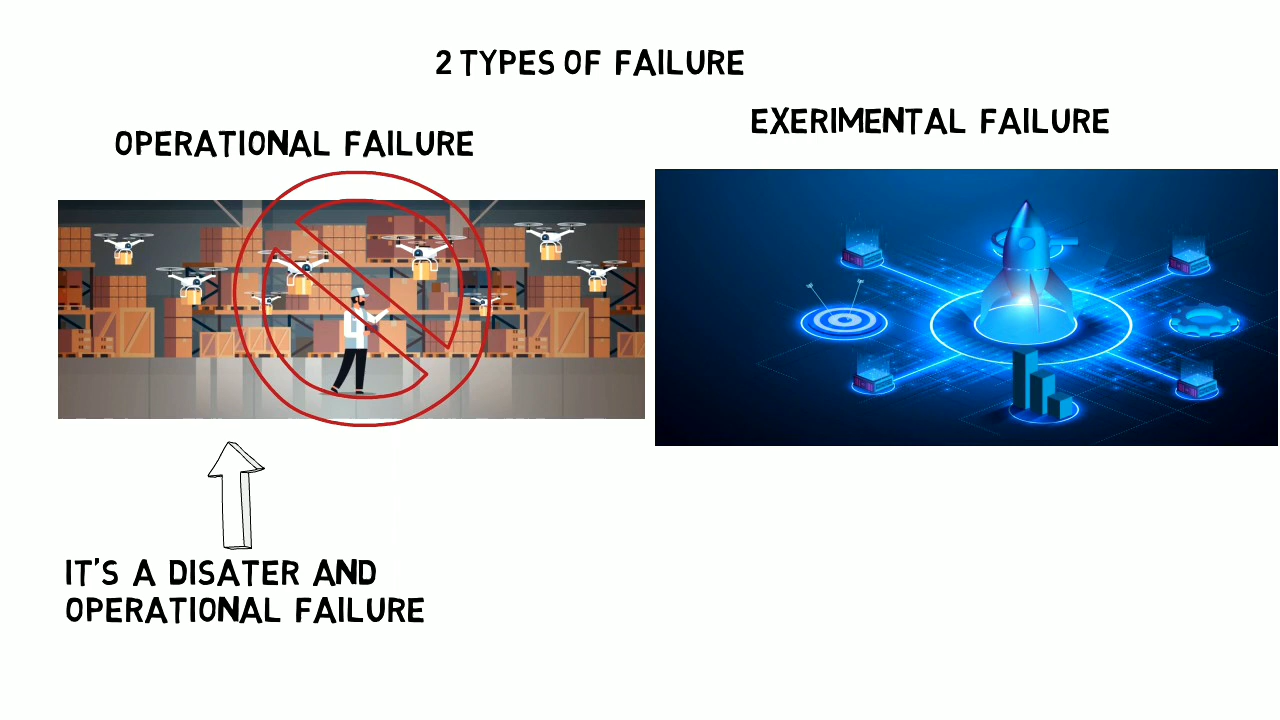 2 TYPES OF FAILURE
OPERATIONAL FAILURE
EXERIMENTAL FAILURE
IT'S A DISATER AND
OPERATIONAL FAILURE